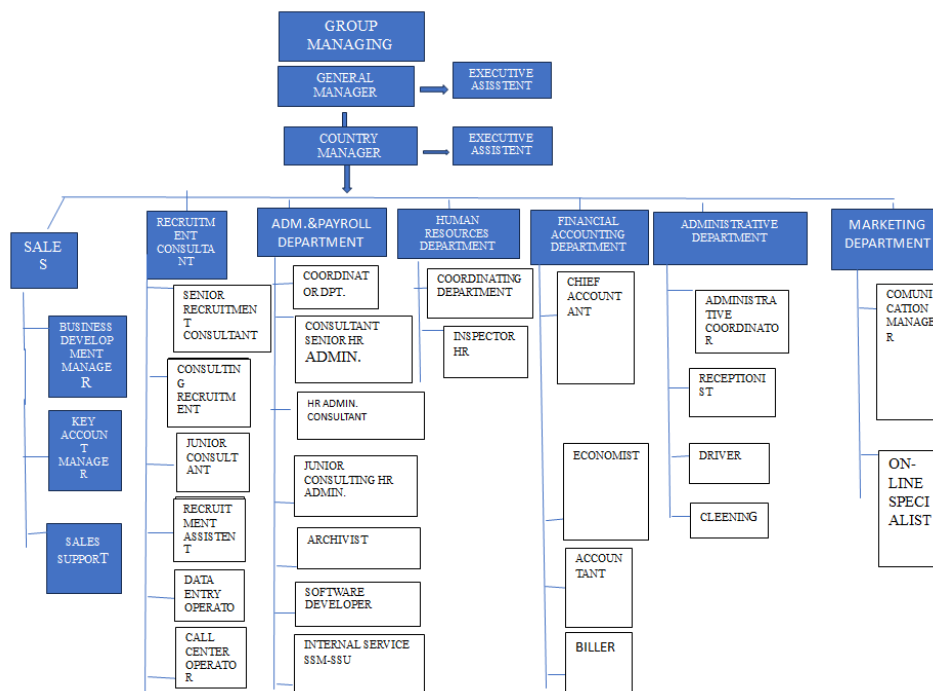 GROUP
MANAGING
GENERAL
MANAGER
EXECUTIVE
ASISSTENT
COUNTRY
MANAGER
EXECUTIVE
ASSISTENT
SALE
S
BUSINESS
DEVELOP
MENT
MANAGE
R
KEY
ACCOUN
T
MANAGE
R
SALES
SUPPORT
RECRUITM
ENT
CONSULTA
NT
SENIOR
RECRUITMEN
T
CONSULTANT
CONSULTIN
G
RECRUITM
ENT
JUNIOR
CONSULT
ANT
RECRUI
TMENT
ASSISTEN
T
DATA
ENTRY
OPERATO
CALL
CENTER
OPERATO
R
ADM.&PAYROLL
DEPARTMENT
COORDINAT
OR DPT.
CONSULTANT
SENIOR HR
ADMIN.
HR ADMIN.
CONSULTANT
JUNIOR
CONSULTING HR
ADMIN.
ARCHIVIST
SOFTWARE
DEVELOPER
INTERNAL SERVICE
SSM-SSU
HUMAN
RESOURCES
DEPARTMENT
COORDINATING
DEPARTMENT
INSPECTOR
HR
FINANCIAL
ACCOUNTING
DEPARTMENT
CHIEF
ACCOUNT
ANT
ECONOMIST
ACCOUN
TANT
BILLER
ADMINISTRATIVE
DEPARTMENT
ADMINISTRA
TIVE
COORDINATO
R
RECEPTIONI
ST
DRIVER
CLEENING
MARKETING
DEPARTMENT
COMUNI
CATION
MANAGE
R
ON-
LINE
SPECI
ALIST